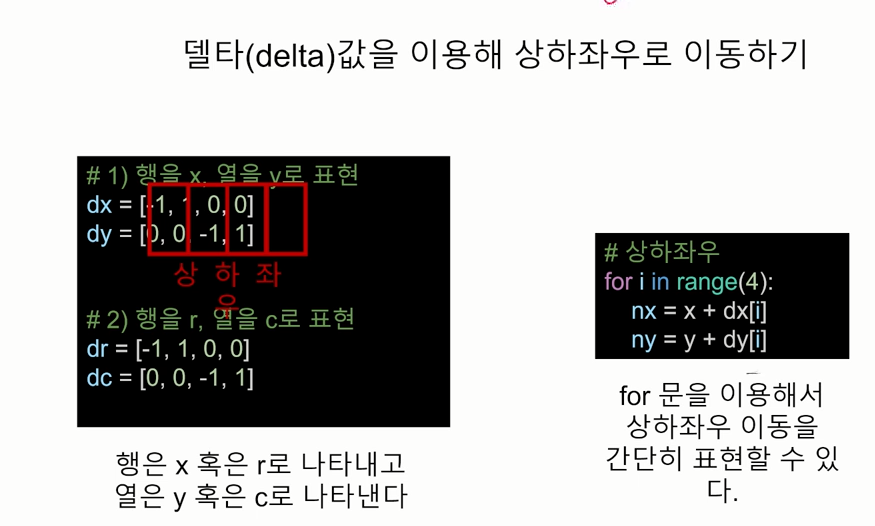 델타(delta)값을 이용해 상하좌우로 이동하기
# 1) 행을 x, 열을 y로 표현
dx = [-1, 1, 0, 0]
dy = [0, 0, -1, 1]
상 하 좌
우
# 2) 행을 r, 열을 c로 표현
dr = [-1, 1, 0, 0]
dc = [0, 0, -1, 1]
행은 x 혹은 r로 나타내고
열은 y 혹은 c로 나타낸다
# 상하좌우
for i in range(4):
nx = x + dx[i]
ny = y + dy[i]
for 문을 이용해서
상하좌우 이동을
간단히 표현할 수 있
다.